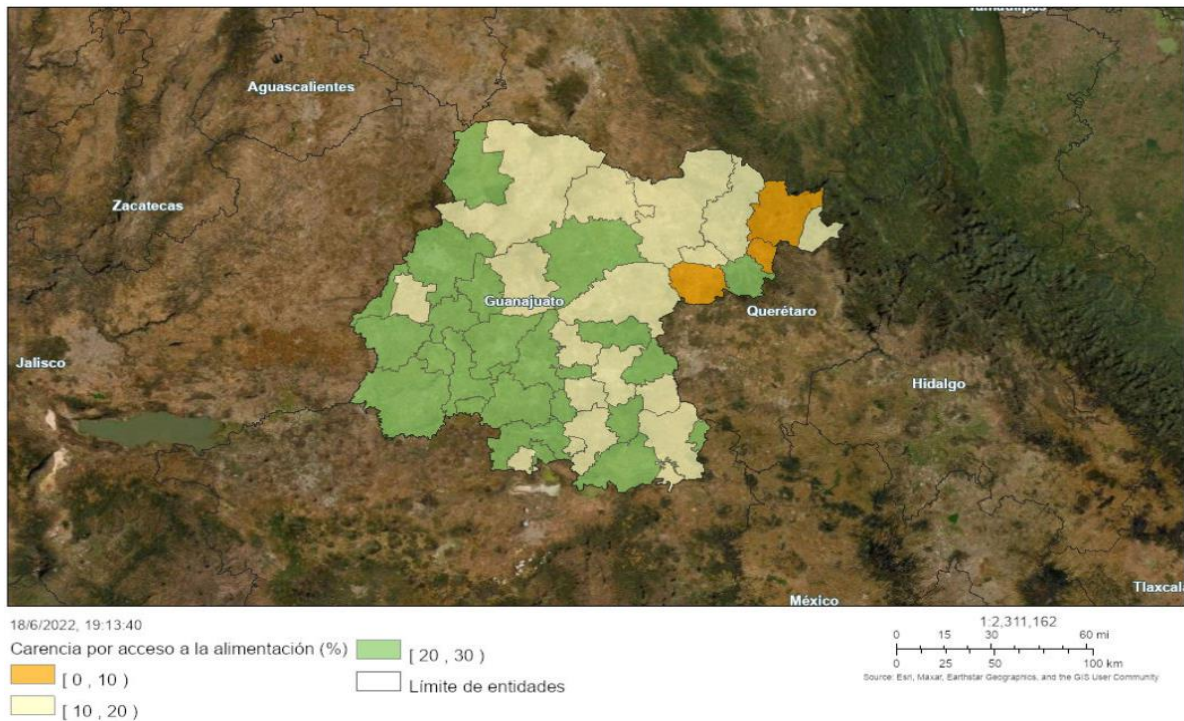 Tamaulipas
Aguascalientes
Zacatecas
Guanajuato
Querétaro
Jalisco
Hidalgo
México
Tlaxcala
18/6/2022, 19:13:40
Carencia por acceso a la alimentación (%)
[ 0 , 10 )
[ 10 , 20 )
[ 20 , 30 )
Límite de entidades
1:2,311,162
0 15 30 60 mi
0 25 50 100 km
Source: Esri, Maxar, Earthstar Geographics, and the GIS User Community